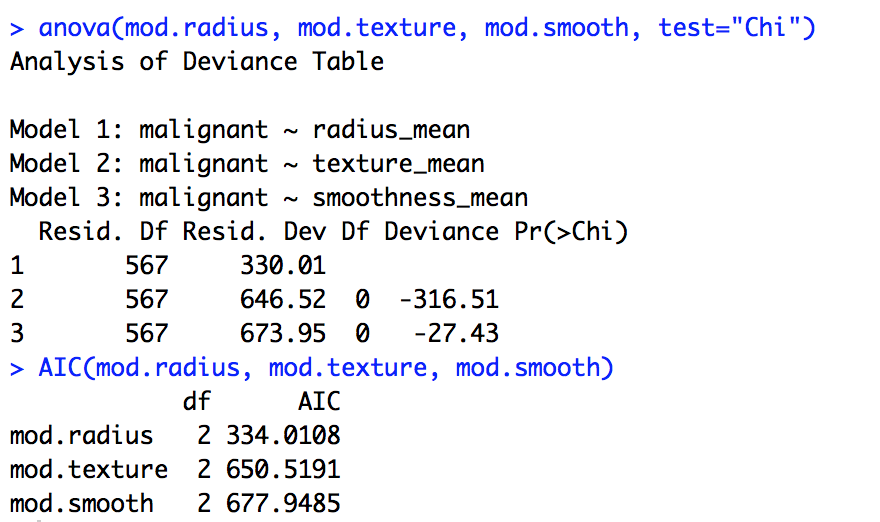 > anova(mod.radius, mod.texture, mod.smooth, test="Chi")
Analysis of Deviance Table
Model 1: malignant ~ radius_mean
Model 2: malignant ~ texture_mean
Model 3: malignant ~ smoothness_mean
  Resid. Df Resid. Dev Df Deviance Pr(>Chi)
1       567     330.01
2       567     646.52  0  -316.51
3       567     673.95  0   -27.43
> AIC(mod.radius, mod.texture, mod.smooth)
            df      AIC
mod.radius   2 334.0108
mod.texture  2 650.5191
mod.smooth   2 677.9485